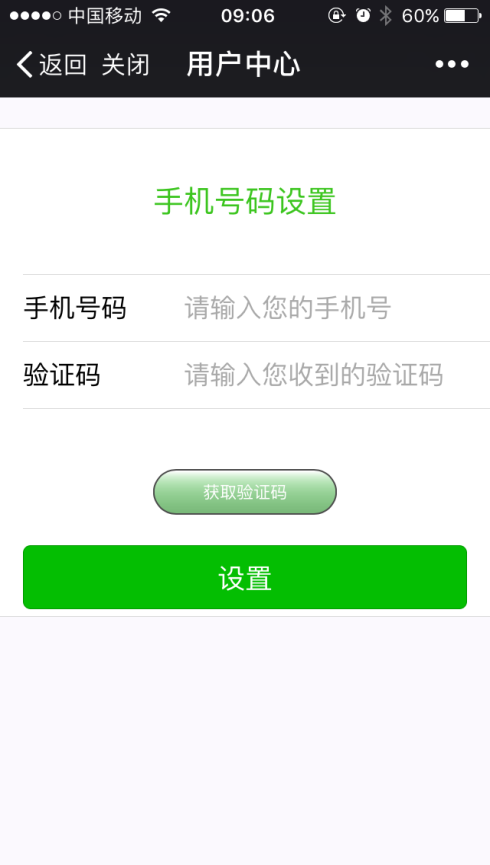 中国移动 09:06 60%
返回 关闭 用户中心
手机号码设置
手机号码 请输入您的手机号
验证码 请输入您收到的验证码
获取验证码
设置